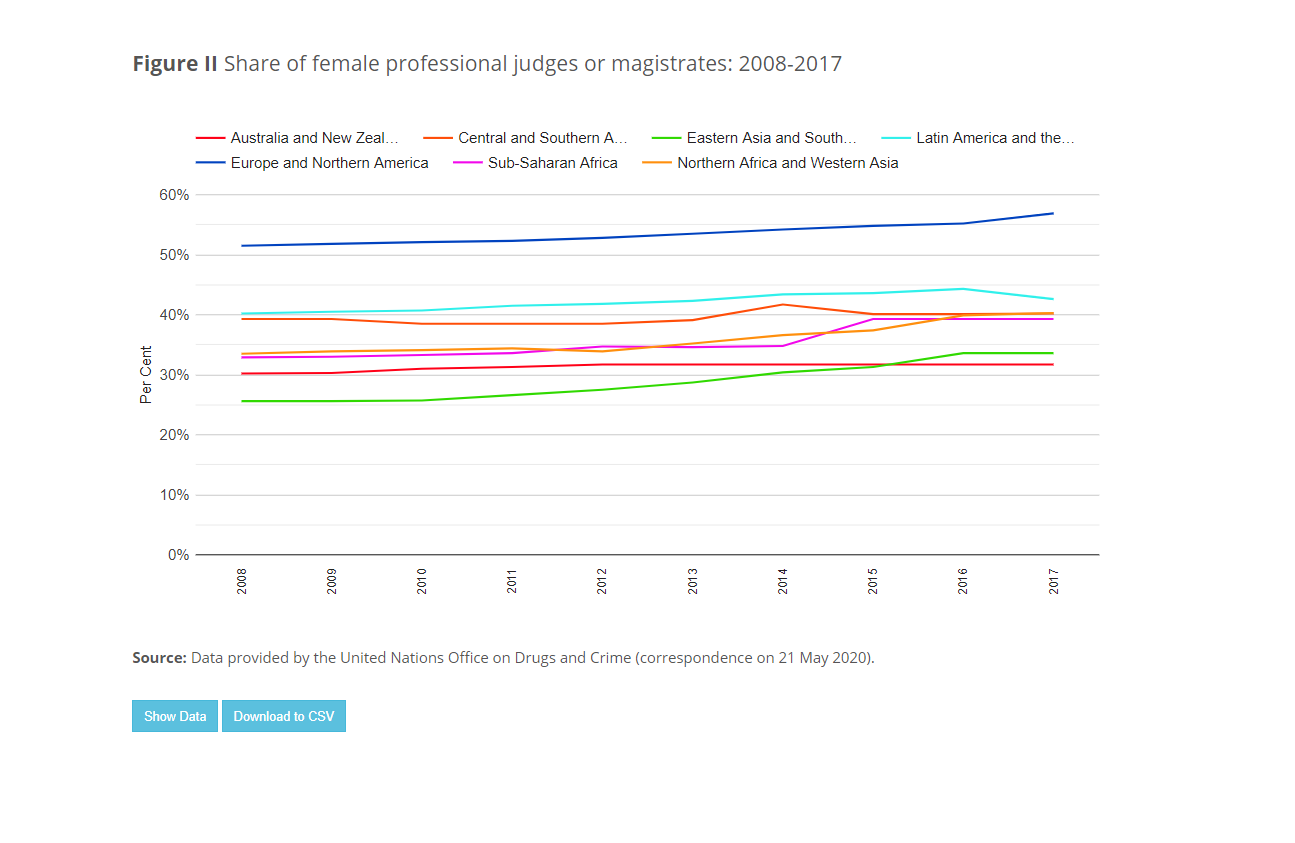 Figure II Share of female professional judges or magistrates: 2008-2017
Australia and New Zeal... Central and Southern A... Eastern Asia and South... Latin America and the...
Europe and Northern America Sub-Saharan Africa Northern Africa and Western Asia
60%
50%
40%
30%
20%
10%
0%
Per Cent
2008 2009 2010 2011 2012 2013 2014 2015 2016 2017
Source: Data provided by the United Nations Office on Drugs and Crime (correspondence on 21 May 2020).
Show Data Download to CSV